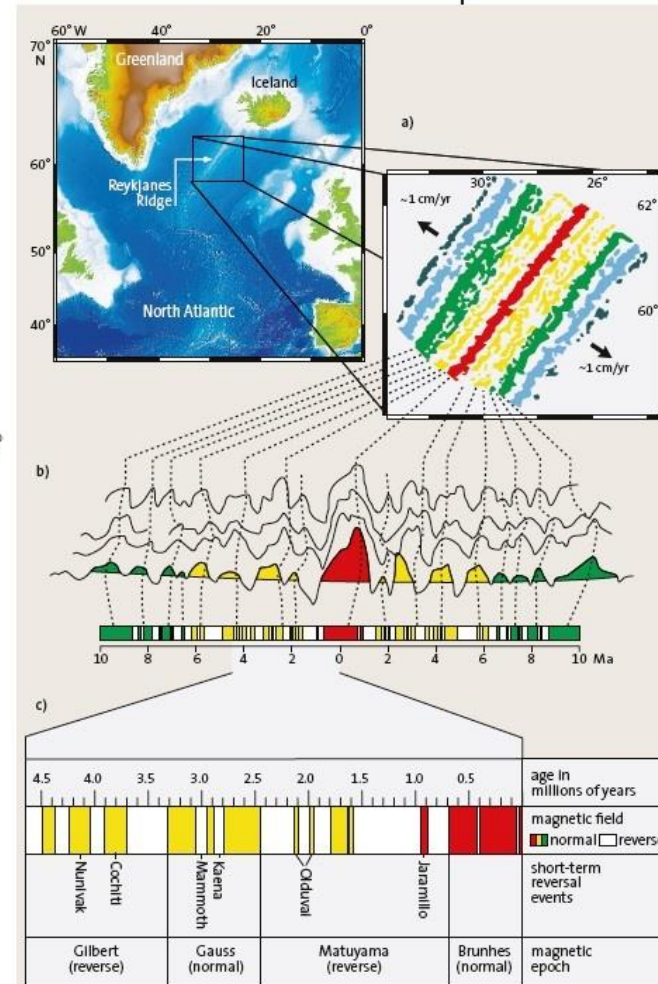 60° W 40° 20° 0°
70°
N
Greenland
Iceland
a)
60°
Reykjanes
Ridge
30° 26°
62°
~1 cm/yr
50°
North Atlantic
60°
40°
~1 cm/yr
b)
10 8 6 4 2 0 2 4 6 8 10 Ma
c)
4.5 4.0 3.5 3.0 2.5 2.0 1.5 1.0 0.5
age in
millions of years
magnetic field
normal reverse
Nunivak
Cochiti
Mammoth
Kaena
Olduvai
Jaramillo
short-term
reversal
events
Gilbert
(reverse)
Gauss
(normal)
Matuyama
(reverse)
Brunhes
(normal)
magnetic
epoch